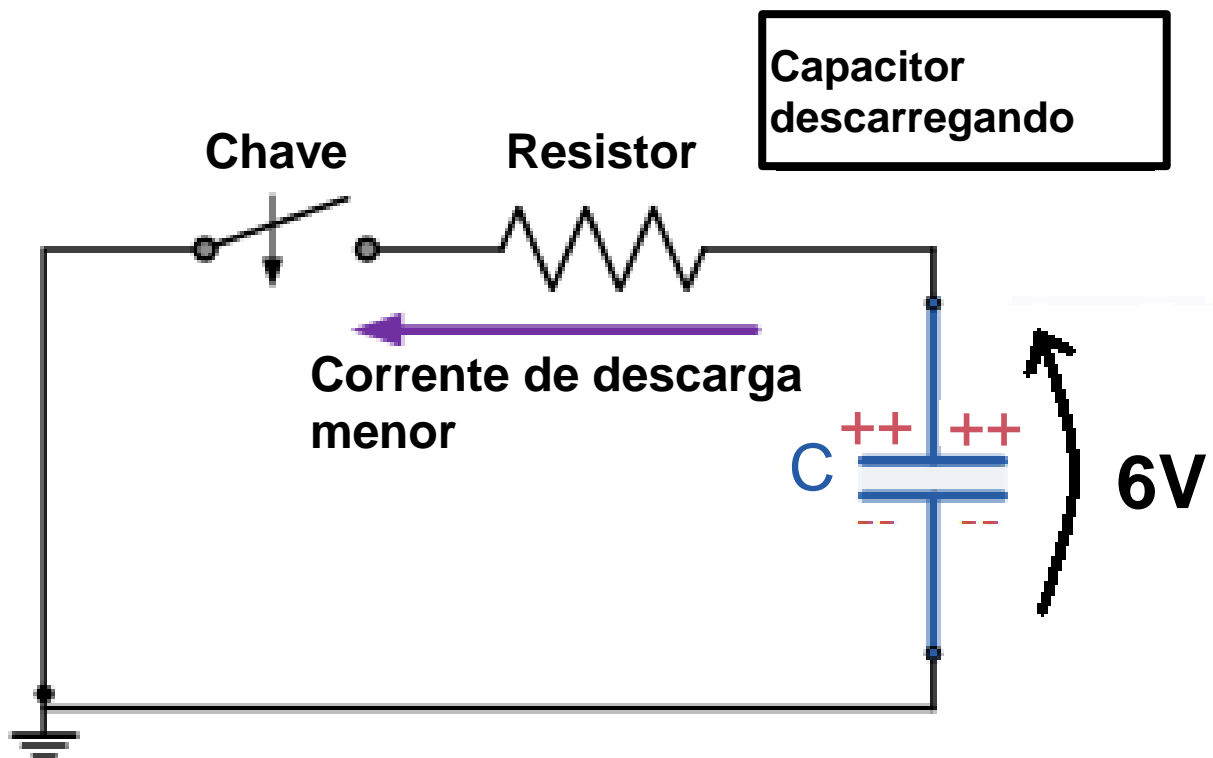 Capacitor
descarregando
Chave
Resistor
Corrente de descarga
menor
++ ++
C
-- --
6V